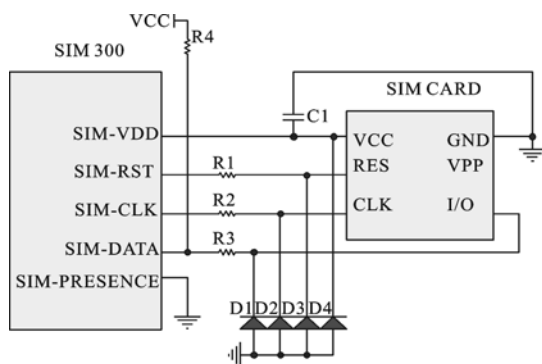 VCC
R4
SIM 300
SIM CARD
C1
SIM-VDD
VCC
GND
SIM-RST
R1
RES
VPP
SIM-CLK
R2
CLK
I/O
SIM-DATA
R3
SIM-PRESENCE
D1 D2 D3 D4